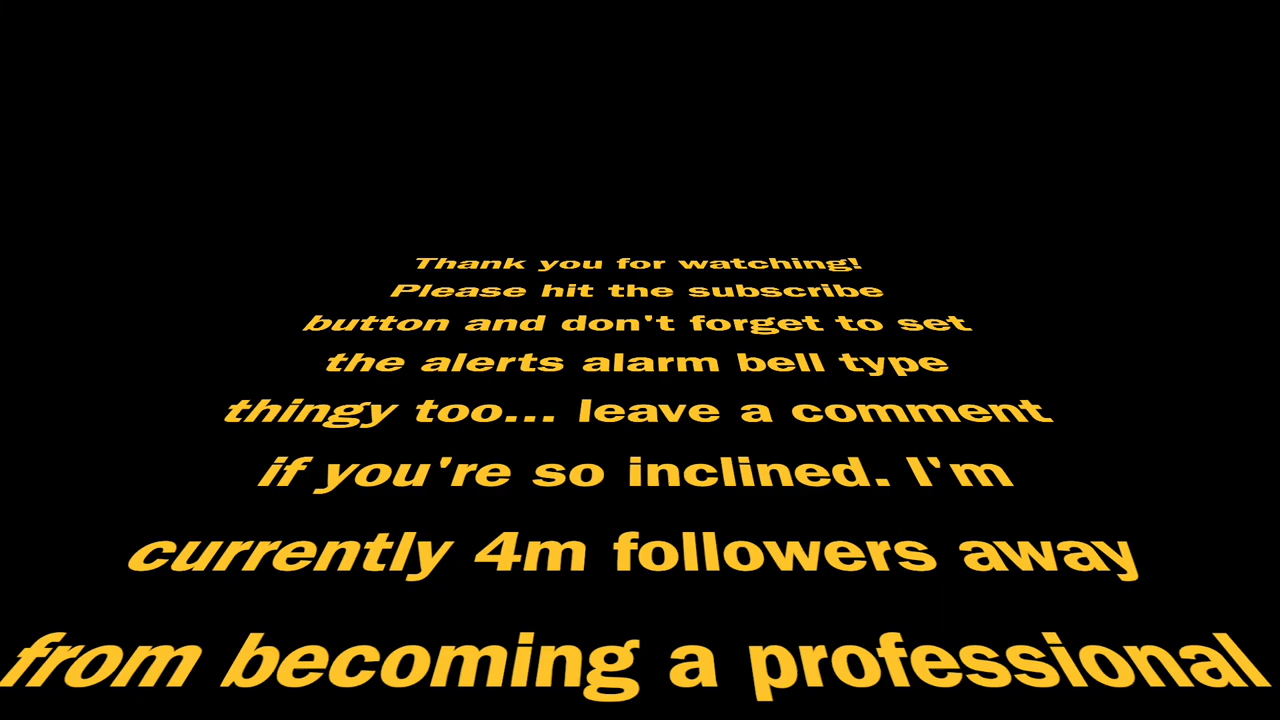 Thank you for watching!
Please hit the subscribe
button and don't forget to set
the alerts alarm bell type
thingy too... leave a comment
if you're so inclined. I'm
currently 4m followers away
from becoming a professional